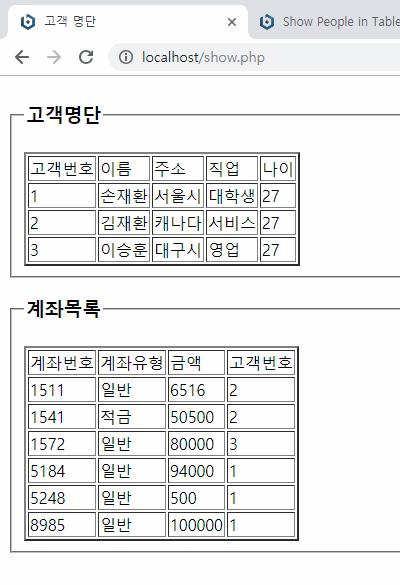 고객 명단
Show People in Table
localhost/show.php
고객명단
고객번호 이름 주소 직업 나이
1 손재환 서울시 대학생 27
2 김재환 캐나다 서비스 27
3 이승훈 대구시 영업 27
계좌목록
계좌번호 계좌유형 금액 고객번호
1511 일반 6516 2
1541 적금 50500 2
1572 일반 80000 3
5184 일반 94000 1
5248 일반 500 1
8985 일반 100000 1